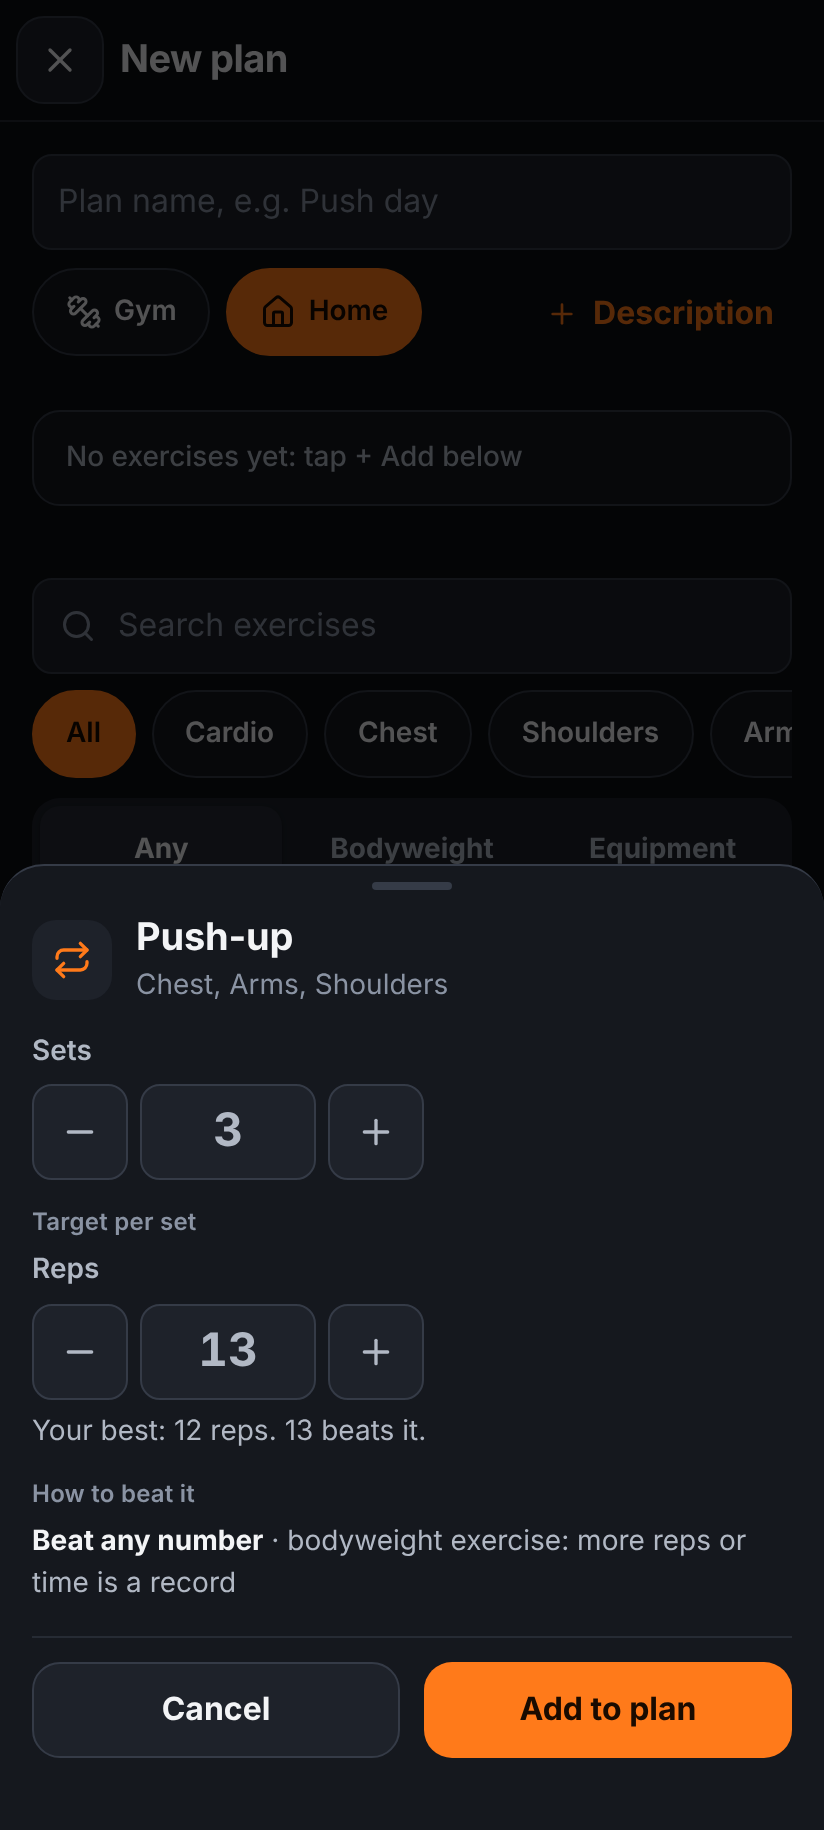 New plan
Plan name, e.g. Push day
Gym
Home
+ Description
No exercises yet: tap + Add below
Search exercises
All
Cardio
Chest
Shoulders
Arm
Any
Bodyweight
Equipment
Push-up
Chest, Arms, Shoulders
Sets
3
Target per set
Reps
13
Your best: 12 reps. 13 beats it.
How to beat it
Beat any number · bodyweight exercise: more reps or
time is a record
Cancel
Add to plan